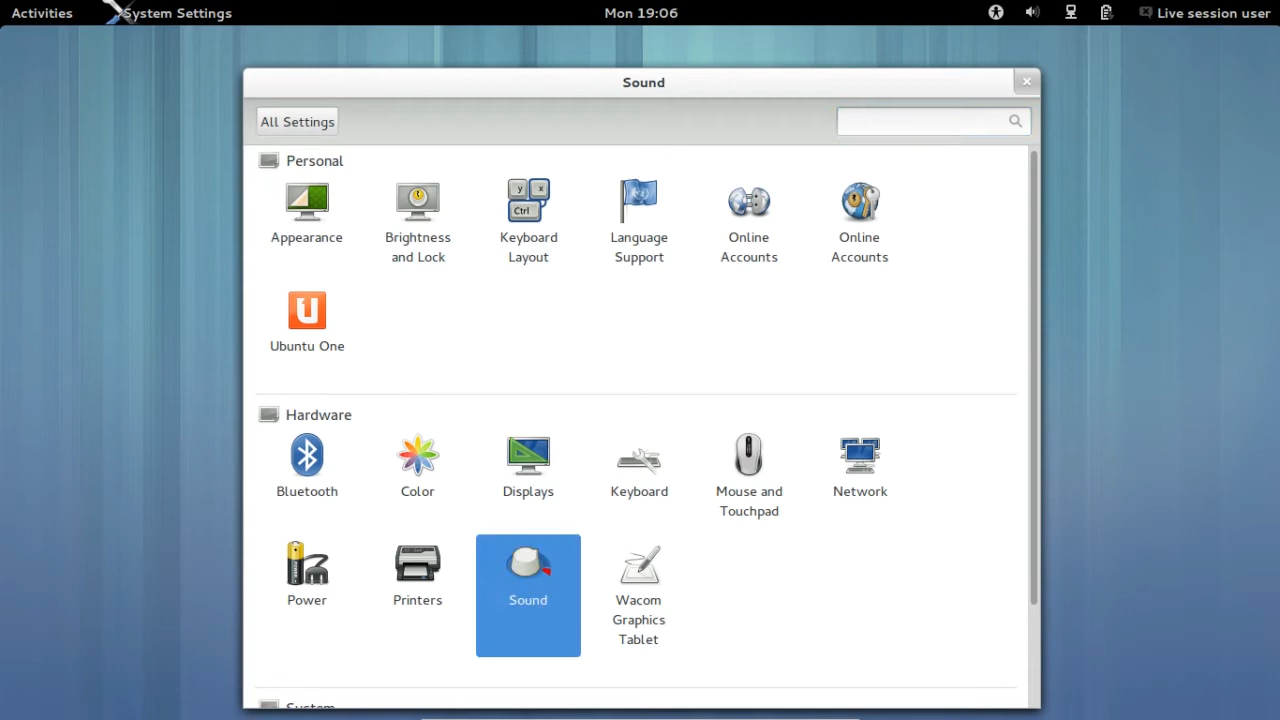 Activities System Settings Mon 19:06 Live session user
Sound
All Settings
Personal
Appearance Brightness and Lock Keyboard Layout Language Support Online Accounts Online Accounts
Ubuntu One
Hardware
Bluetooth Color Displays Keyboard Mouse and Touchpad Network
Power Printers Sound Wacom Graphics Tablet
System